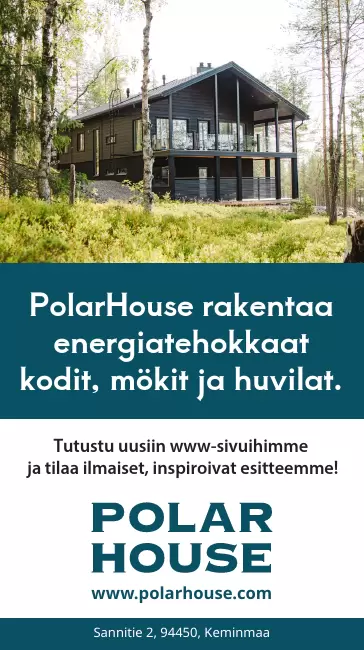 PolarHouse rakentaa
energiatehokkaat
kodit, mökit ja huvilat.
Tutustu uusiin www-sivuihimme
ja tilaa ilmaiset, inspiroivat esitteemme!
POLAR
HOUSE
www.polarhouse.com
Sannitie 2, 94450, Keminmaa